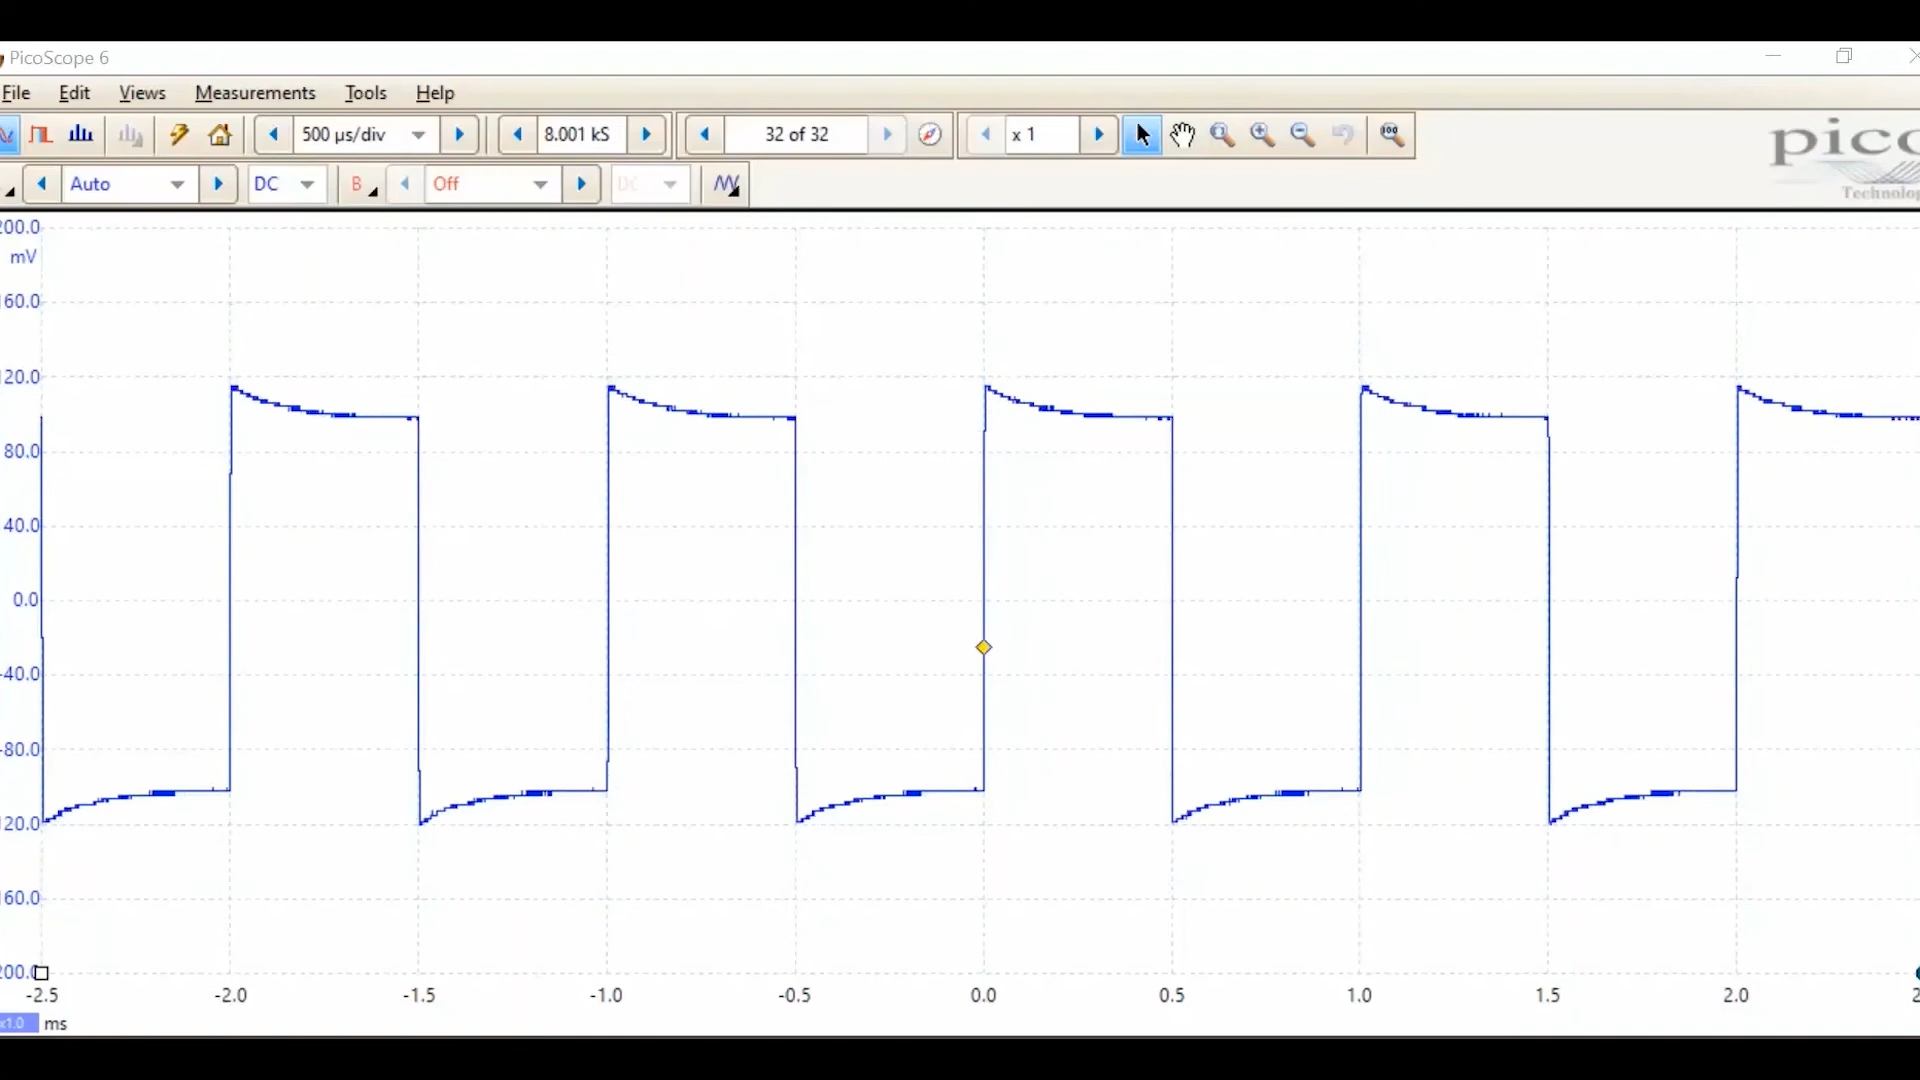 PicoScope 6
File Edit Views Measurements Tools Help
500 µs/div 8.001 kS 32 of 32 x 1
Auto DC B Off DC
pico
Technology
200.0
mV
160.0
120.0
80.0
40.0
0.0
-40.0
-80.0
-120.0
-160.0
-200.0
-2.5 -2.0 -1.5 -1.0 -0.5 0.0 0.5 1.0 1.5 2.0 2
x1.0 ms